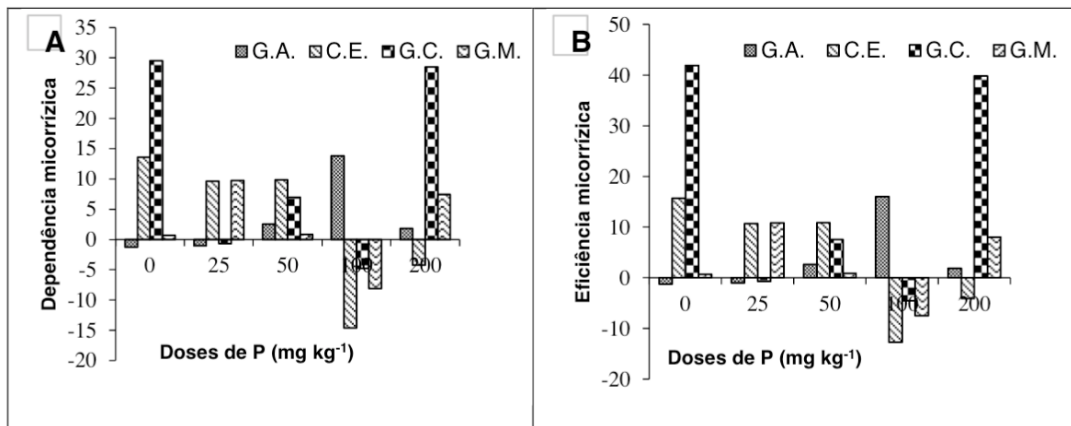 A
G.A. C.E. G.C. G.M.
Dependência micorrízica
35
30
25
20
15
10
5
0
-5
-10
-15
-20
0 25 50 100 200
Doses de P (mg kg-1)
B
G.A. C.E. G.C. G.M.
Eficiência micorrízica
50
40
30
20
10
0
-10
-20
0 25 50 100 200
Doses de P (mg kg-1)